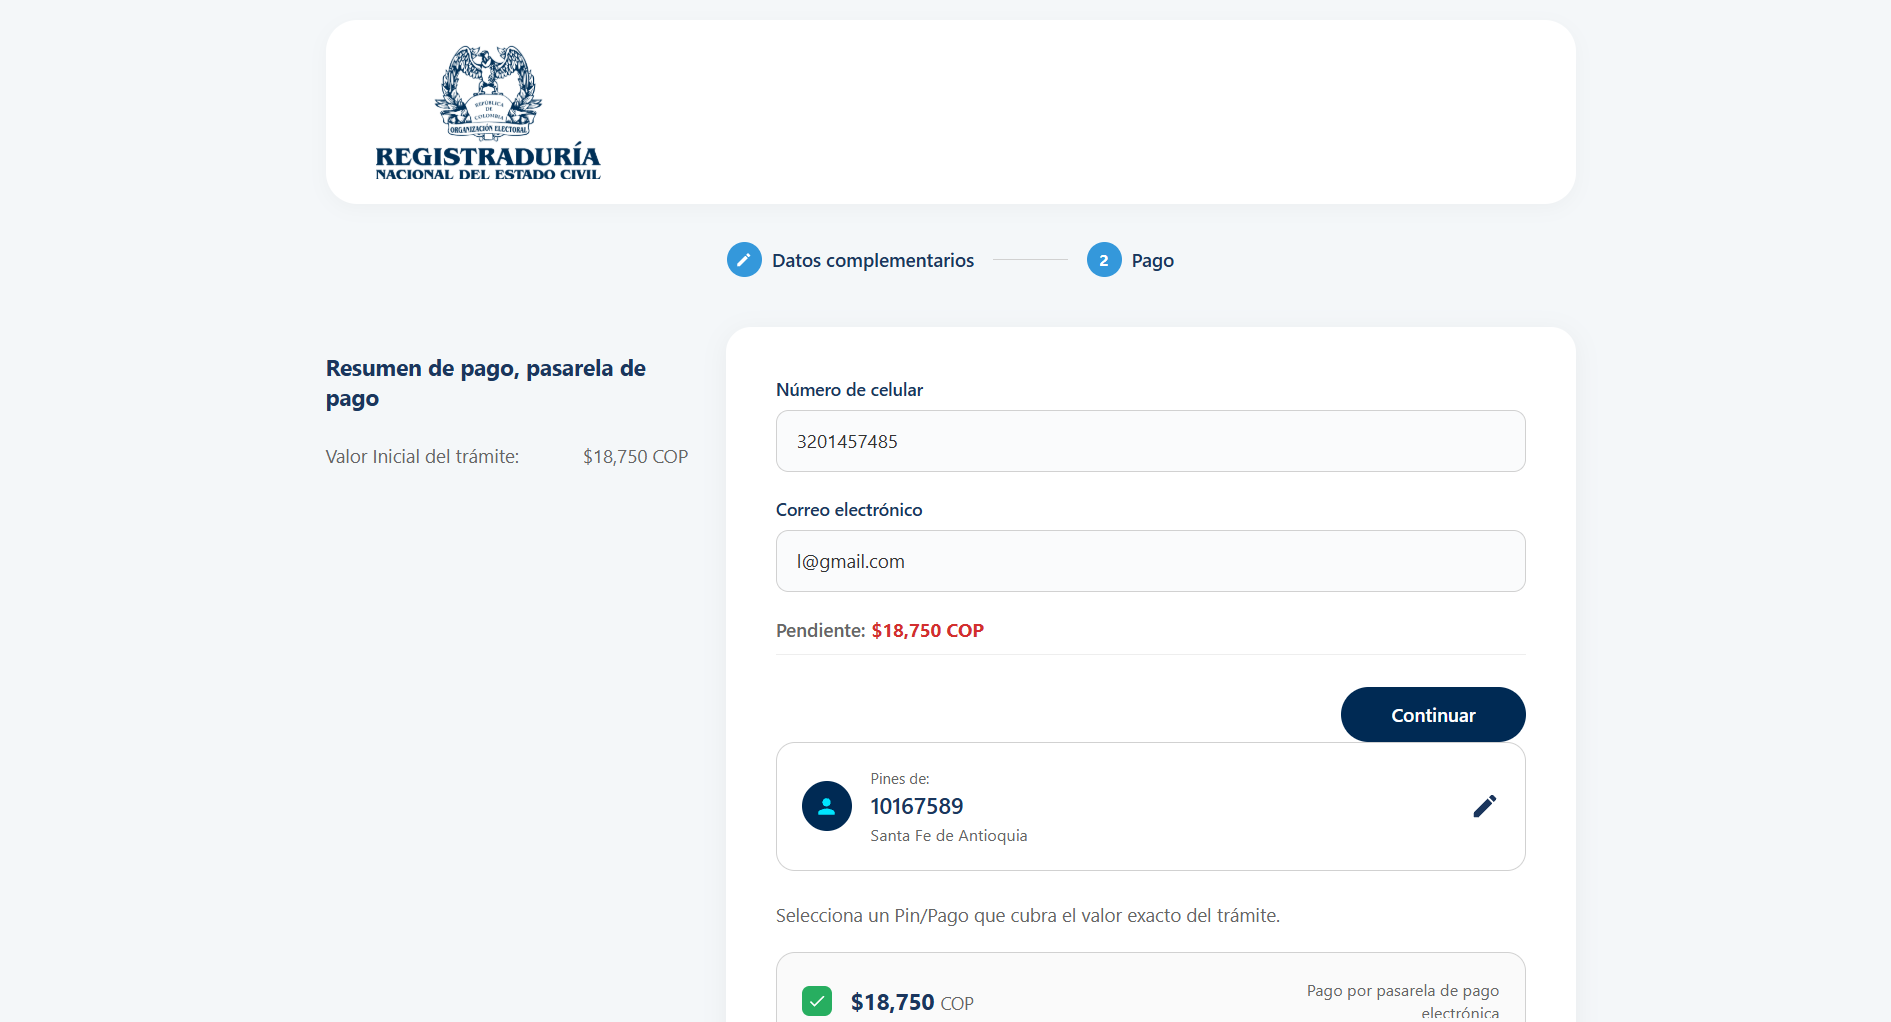 REPÚBLICA
DE
COLOMBIA
ORGANIZACIÓN ELECTORAL
REGISTRADURÍA
NACIONAL DEL ESTADO CIVIL
Datos complementarios
2
Pago
Resumen de pago, pasarela de
pago
Valor Inicial del trámite:
$18,750 COP
Número de celular
3201457485
Correo electrónico
l@gmail.com
Pendiente: $18,750 COP
Continuar
Pines de:
10167589
Santa Fe de Antioquia
Selecciona un Pin/Pago que cubra el valor exacto del trámite.
$18,750 COP
Pago por pasarela de pago
electrónica